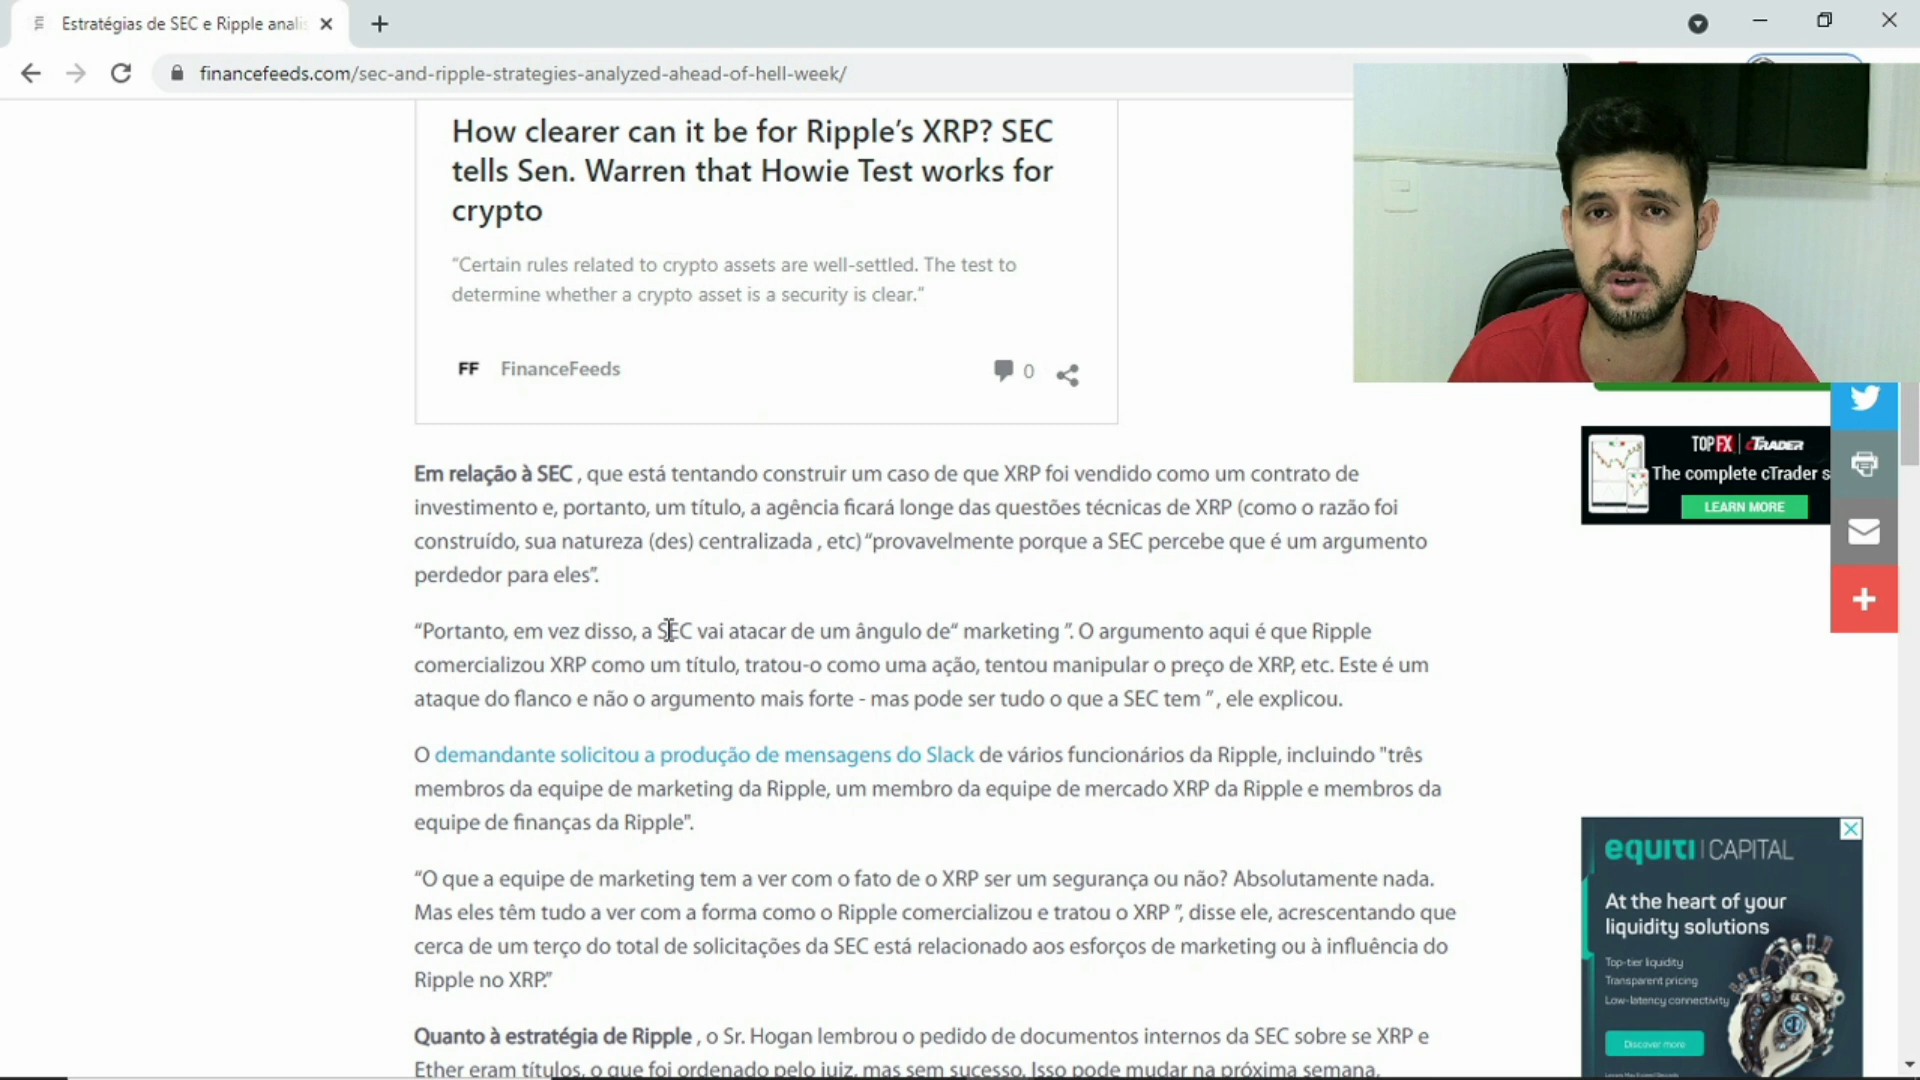 Estratégias de SEC e Ripple anali
financefeeds.com/sec-and-ripple-strategies-analyzed-ahead-of-hell-week/
How clearer can it be for Ripple’s XRP? SEC
tells Sen. Warren that Howie Test works for
crypto
“Certain rules related to crypto assets are well-settled. The test to
determine whether a crypto asset is a security is clear.”
FF FinanceFeeds 0
Em relação à SEC , que está tentando construir um caso de que XRP foi vendido como um contrato de
investimento e, portanto, um título, a agência ficará longe das questões técnicas de XRP (como o razão foi
construído, sua natureza (des) centralizada , etc) “provavelmente porque a SEC percebe que é um argumento
perdedor para eles”.
“Portanto, em vez disso, a SEC vai atacar de um ângulo de“ marketing ”. O argumento aqui é que Ripple
comercializou XRP como um título, tratou-o como uma ação, tentou manipular o preço de XRP, etc. Este é um
ataque do flanco e não o argumento mais forte - mas pode ser tudo o que a SEC tem ” , ele explicou.
O demandante solicitou a produção de mensagens do Slack de vários funcionários da Ripple, incluindo "três
membros da equipe de marketing da Ripple, um membro da equipe de mercado XRP da Ripple e membros da
equipe de finanças da Ripple".
“O que a equipe de marketing tem a ver com o fato de o XRP ser um segurança ou não? Absolutamente nada.
Mas eles têm tudo a ver com a forma como o Ripple comercializou e tratou o XRP ”, disse ele, acrescentando que
cerca de um terço do total de solicitações da SEC está relacionado aos esforços de marketing ou à influência do
Ripple no XRP.”
Quanto à estratégia de Ripple , o Sr. Hogan lembrou o pedido de documentos internos da SEC sobre se XRP e
Ether eram títulos, o que foi ordenado pelo juiz, mas sem sucesso. Isso pode mudar na próxima semana.
TOPFX cTRADER
The complete cTrader s
LEARN MORE
equiti CAPITAL
At the heart of your
liquidity solutions
Top-tier liquidity
Transparent pricing
Low-latency connectivity
Discover more